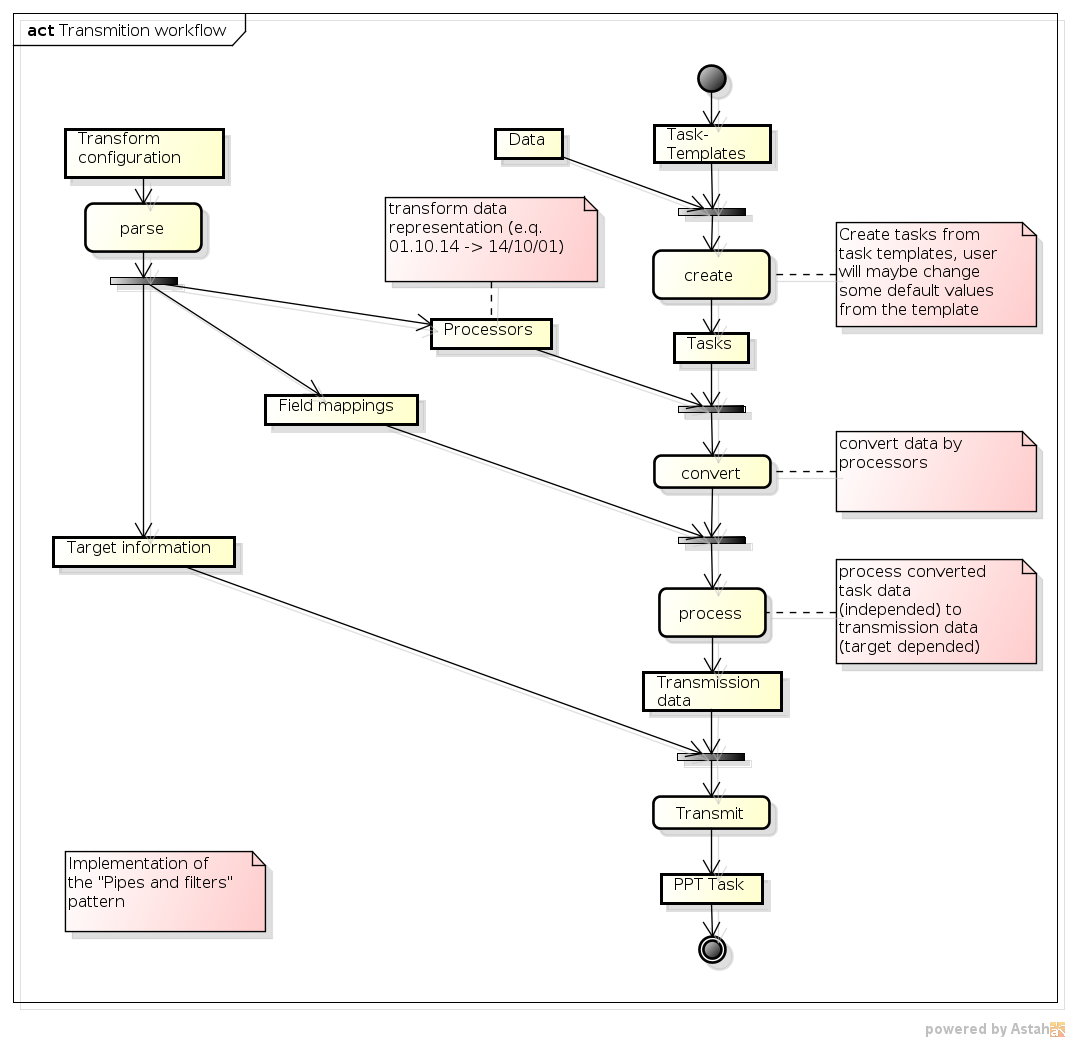 act Transmition workflow
Transform
configuration
Data
Task-
Templates
parse
transform data
representation (e.q.
01.10.14 -> 14/10/01)
Create tasks from
task templates, user
will maybe change
some default values
from the template
create
Processors
Tasks
Field mappings
convert data by
processors
convert
Target information
process converted
task data
(independed) to
transmission data
(target depended)
process
Transmission
data
Transmit
Implementation of
the "Pipes and filters"
pattern
PPT Task
powered by Astah